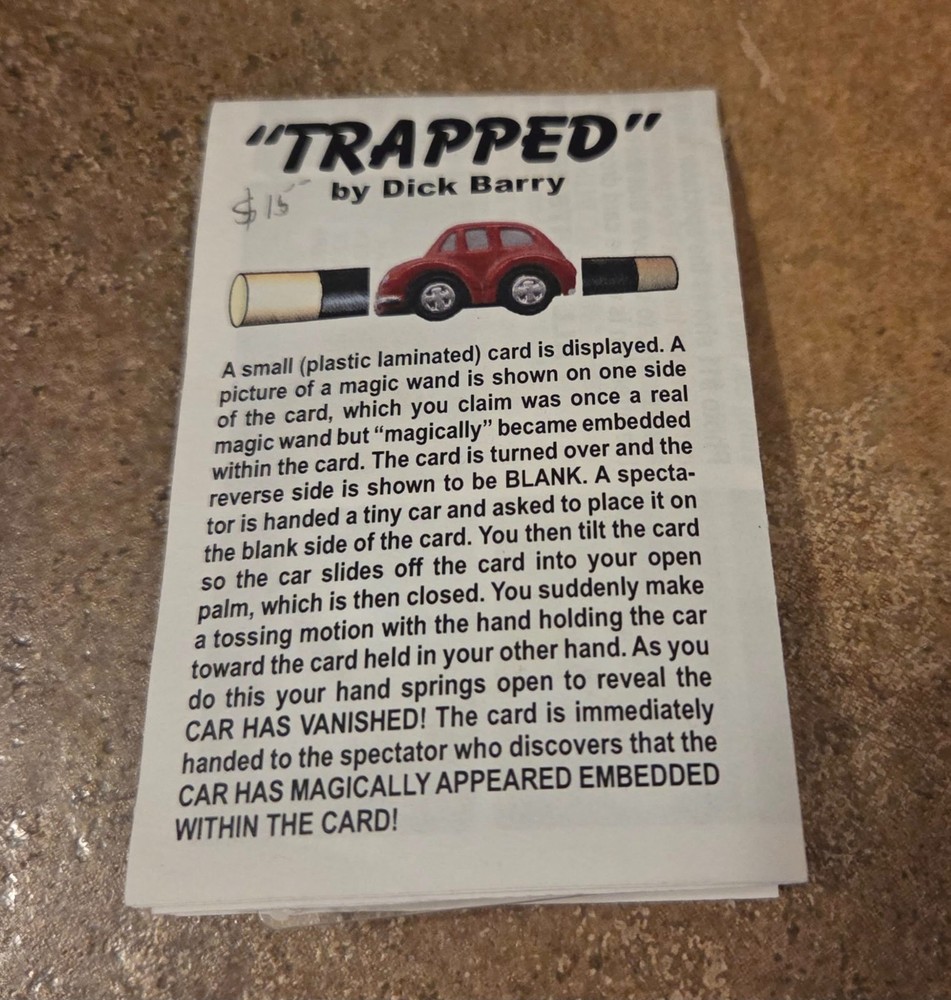 "TRAPPED"
by Dick Barry
$15
A small (plastic laminated) card is displayed. A
picture of a magic wand is shown on one side
of the card, which you claim was once a real
magic wand but "magically" became embedded
within the card. The card is turned over and the
reverse side is shown to be BLANK. A specta-
tor is handed a tiny car and asked to place it on
the blank side of the card. You then tilt the card
so the car slides off the card into your open
palm, which is then closed. You suddenly make
a tossing motion with the hand holding the car
toward the card held in your other hand. As you
do this your hand springs open to reveal the
CAR HAS VANISHED! The card is immediately
handed to the spectator who discovers that the
CAR HAS MAGICALLY APPEARED EMBEDDED
WITHIN THE CARD!